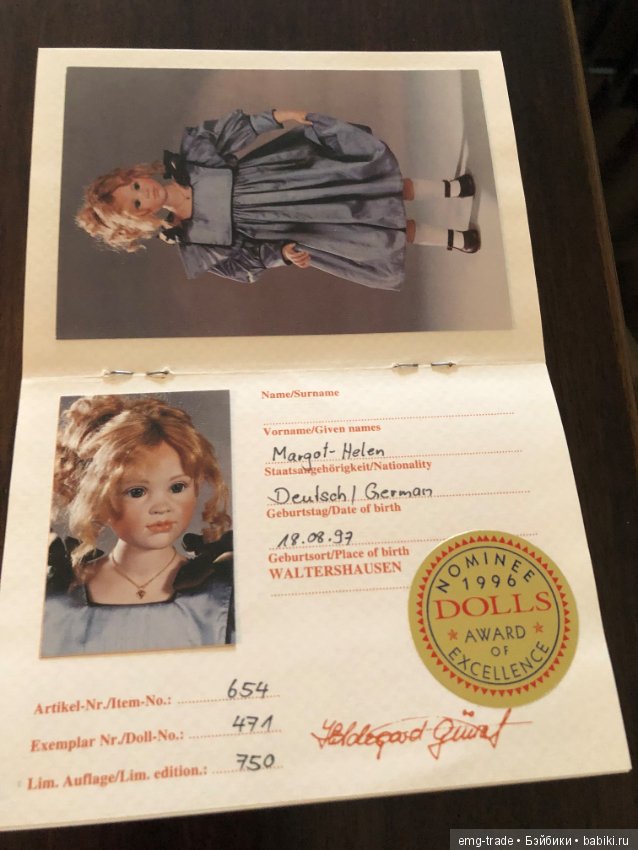 Name/Surname
Vorname/Given names
Margot-Helen
Staatsangehörigkeit/Nationality
Deutsch/German
Geburtstag/Date of birth
18.08.97
Geburtsort/Place of birth
WALTERSHAUSEN
NOMINEE
1996
DOLLS
AWARD
OF
EXCELLENCE
Artikel-Nr./Item-No.: 654
Exemplar Nr./Doll-No.: 471
Lim. Auflage/Lim. edition.: 750
Hildegard Günzel
emg-trade • Бэйбики • babiki.ru